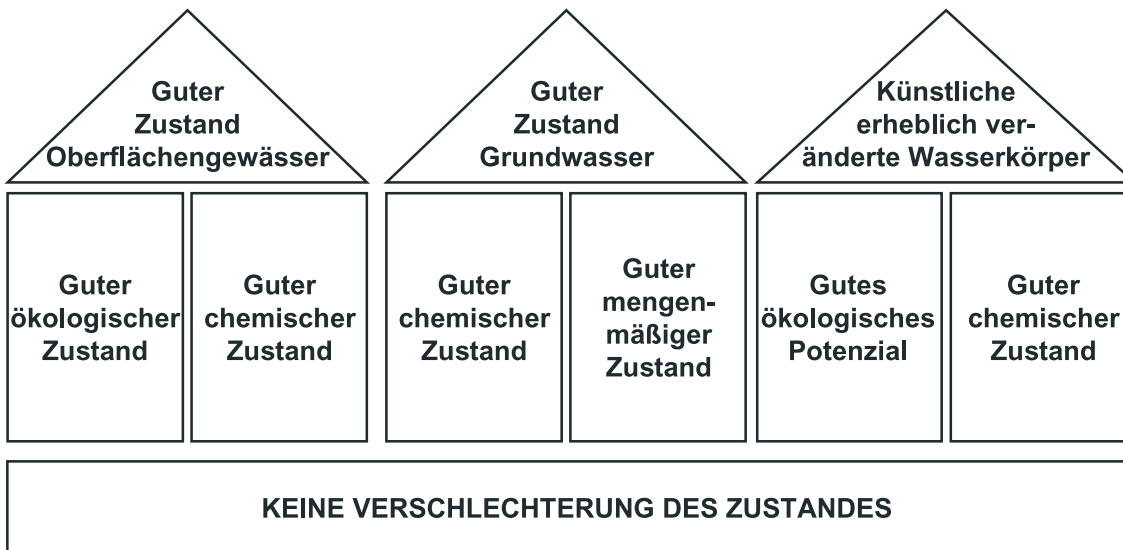 Guter
Zustand
Oberflächengewässer
Guter
Zustand
Grundwasser
Künstliche
erheblich ver-
änderte Wasserkörper
Guter
ökologischer
Zustand
Guter
chemischer
Zustand
Guter
chemischer
Zustand
Guter
mengen-
mäßiger
Zustand
Gutes
ökologisches
Potenzial
Guter
chemischer
Zustand
KEINE VERSCHLECHTERUNG DES ZUSTANDES